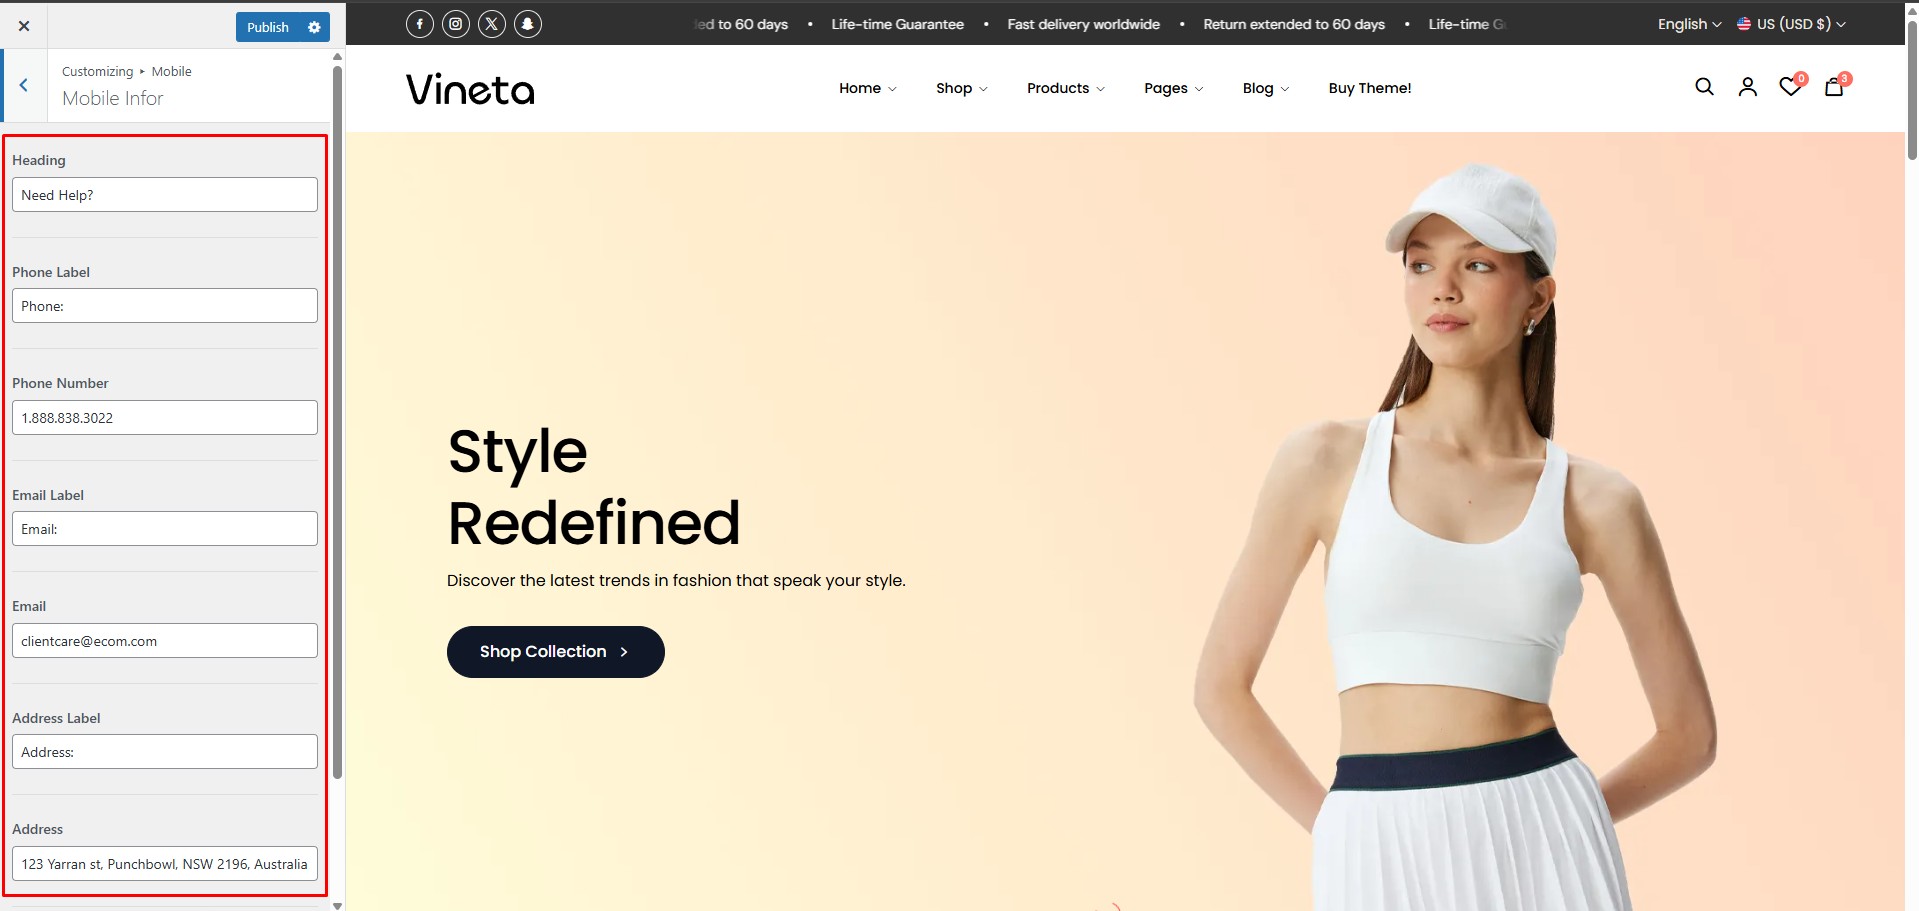 Publish
Customizing ▸ Mobile
Mobile Infor
Heading
Need Help?
Phone Label
Phone:
Phone Number
1.888.838.3022
Email Label
Email:
Email
clientcare@ecom.com
Address Label
Address:
Address
123 Yarran st, Punchbowl, NSW 2196, Australia
to 60 days • Life-time Guarantee • Fast delivery worldwide • Return extended to 60 days • Life-time
English US (USD $)
Vineta
Home Shop Products Pages Blog Buy Theme! 0 3
Style
Redefined
Discover the latest trends in fashion that speak your style.
Shop Collection